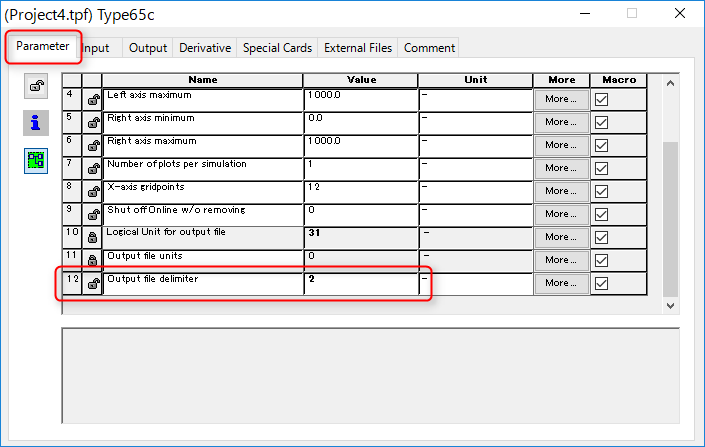 (Project4.tpf) Type65c
Parameter Input Output Derivative Special Cards External Files Comment
Name Value Unit More Macro
4 Left axis maximum 1000.0 - More...
5 Right axis minimum 0.0 - More...
6 Right axis maximum 1000.0 - More...
7 Number of plots per simulation 1 - More...
8 X-axis gridpoints 12 - More...
9 Shut off Online w/o removing 0 - More...
10 Logical Unit for output file 31 - More...
11 Output file units 0 - More...
12 Output file delimiter 2 - More...